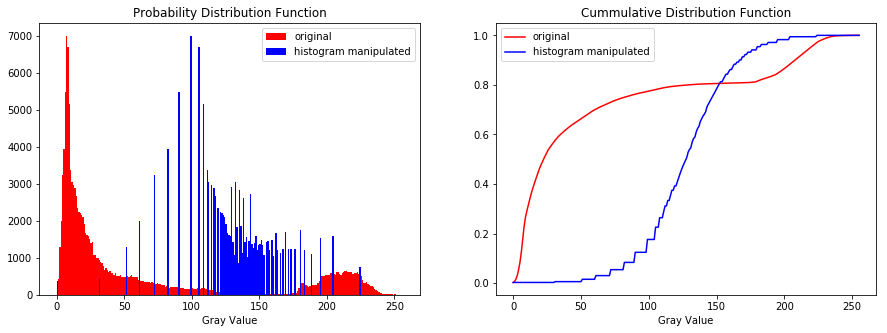 Probability Distribution Function
7000
6000
5000
4000
3000
2000
1000
0
0 50 100 150 200 250
Gray Value
original
histogram manipulated
Cummulative Distribution Function
1.0
0.8
0.6
0.4
0.2
0.0
0 50 100 150 200 250
Gray Value
original
histogram manipulated